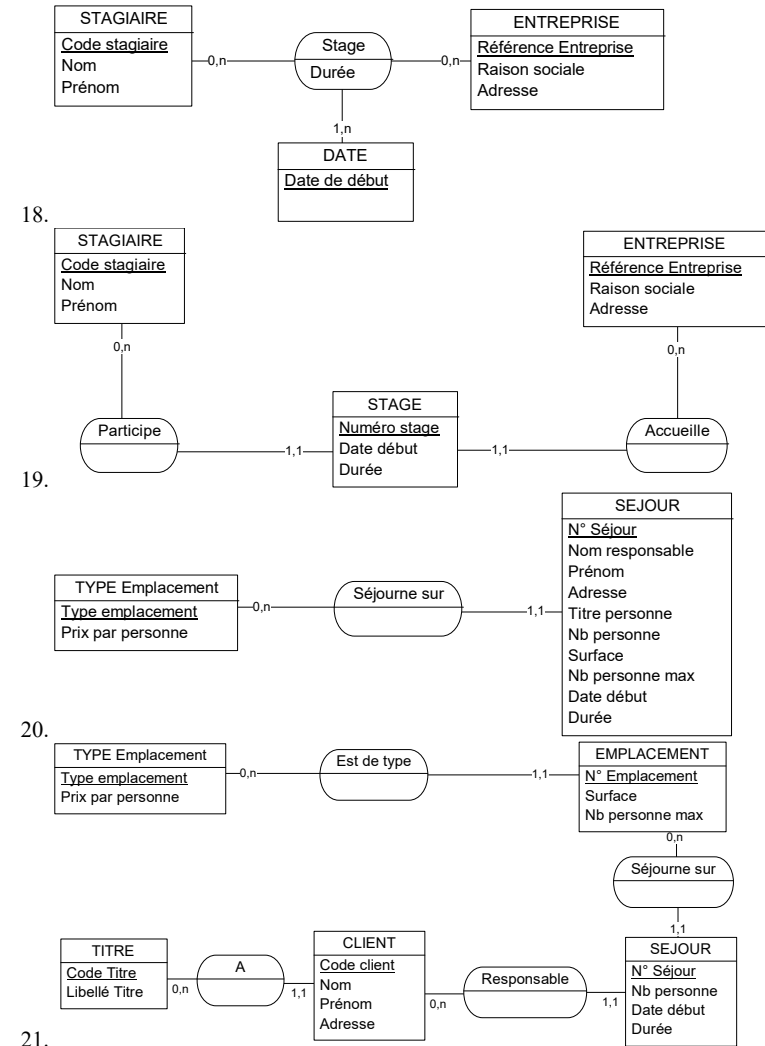 STAGIAIRE
Code stagiaire
Nom
Prénom
0,n
Stage
Durée
0,n
ENTREPRISE
Référence Entreprise
Raison sociale
Adresse
1,n
DATE
Date de début
18.
STAGIAIRE
Code stagiaire
Nom
Prénom
0,n
Participe
1,1
STAGE
Numéro stage
Date début
Durée
1,1
ENTREPRISE
Référence Entreprise
Raison sociale
Adresse
0,n
Accueille
19.
TYPE Emplacement
Type emplacement
Prix par personne
0,n
Séjourne sur
1,1
SEJOUR
N° Séjour
Nom responsable
Prénom
Adresse
Titre personne
Nb personne
Surface
Nb personne max
Date début
Durée
20.
TYPE Emplacement
Type emplacement
Prix par personne
0,n
Est de type
1,1
EMPLACEMENT
N° Emplacement
Surface
Nb personne max
0,n
Séjourne sur
1,1
TITRE
Code Titre
Libellé Titre
0,n
A
1,1
CLIENT
Code client
Nom
Prénom
Adresse
0,n
Responsable
1,1
SEJOUR
N° Séjour
Nb personne
Date début
Durée
21.